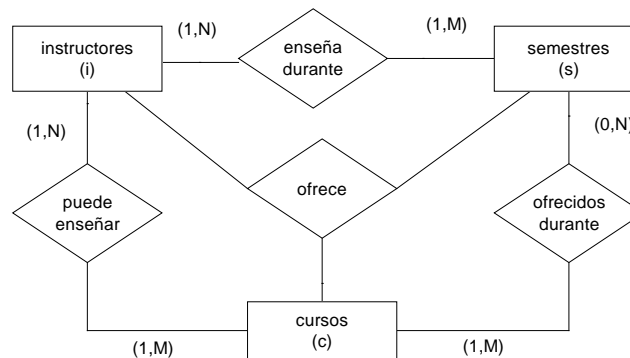 instructores
(i)
(1,N)
enseña
durante
(1,M)
semestres
(s)
(1,N)
(0,N)
puede
enseñar
ofrece
ofrecidos
durante
cursos
(c)
(1,M)
(1,M)